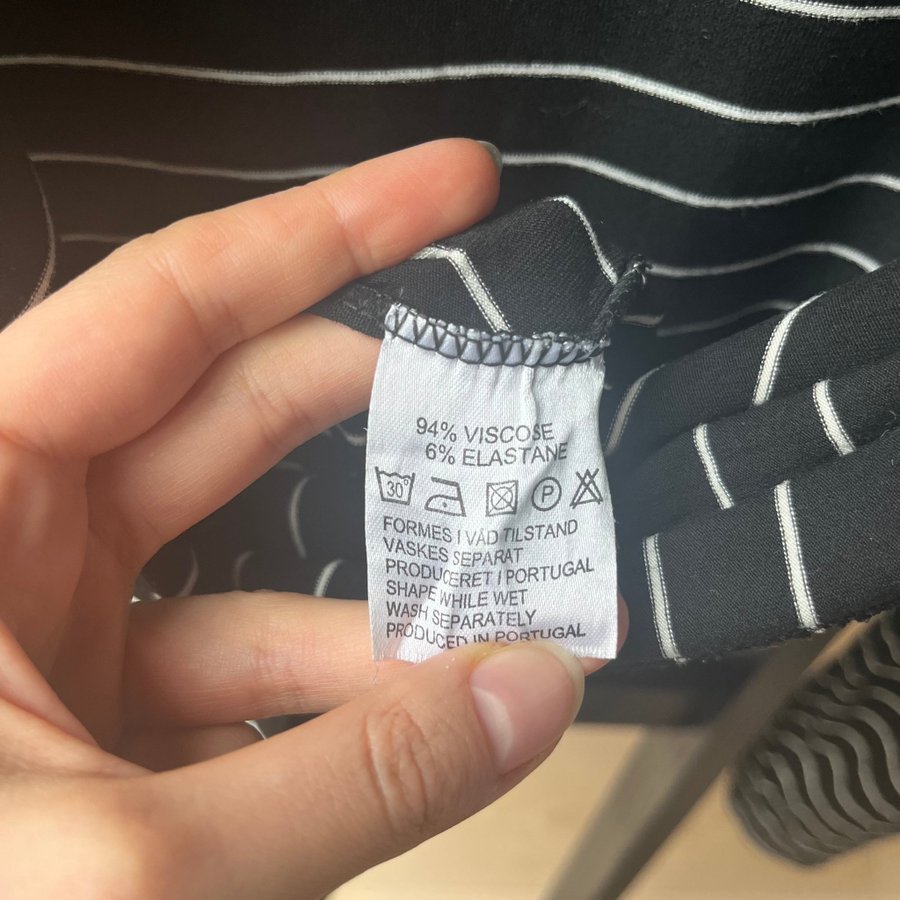 94% VISCOSE
6% ELASTANE
30 P
FORMES I VÅD TILSTAND
VASKES SEPARAT
PRODUCERET I PORTUGAL
SHAPE WHILE WET
WASH SEPARATELY
PRODUCED IN PORTUGAL